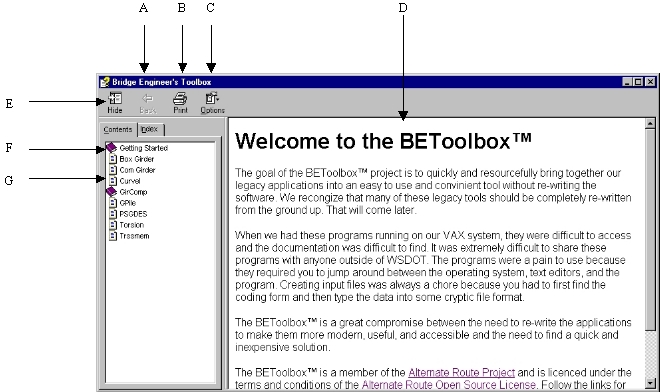 A B C D
Bridge Engineer's Toolbox
E
Hide Back Print Options
Contents Index
F
Getting Started
Box Girder
Com Girder
G
Curvel
GirComp
GPile
PSGDES
Torsion
Trssmem
Welcome to the BEToolbox™
The goal of the BEToolbox™ project is to quickly and resourcefully bring together our
legacy applications into an easy to use and convinient tool without re-writing the
software. We recongize that many of these legacy tools should be completely re-written
from the ground up. That will come later.
When we had these programs running on our VAX system, they were difficult to access
and the documentation was difficult to find. It was extremely difficult to share these
programs with anyone outside of WSDOT. The programs were a pain to use because
they required you to jump around between the operating system, text editors, and the
program. Creating input files was always a chore because you had to first find the
coding form and then type the data into some cryptic file format.
The BEToolbox™ is a great compromise between the need to re-write the applications
to make them more modern, useful, and accessible and the need to find a quick and
inexpensive solution.
The BEToolbox™ is a member of the Alternate Route Project and is licenced under the
terms and conditions of the Alternate Route Open Source License. Follow the links for